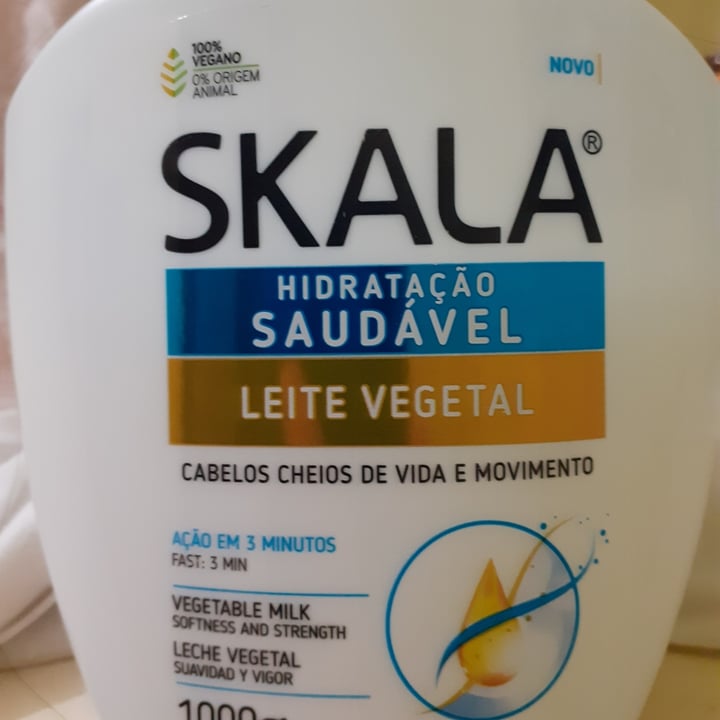 100%
VEGANO
0% ORIGEM
ANIMAL
NOVO
SKALA®
HIDRATAÇÃO
SAUDÁVEL
LEITE VEGETAL
CABELOS CHEIOS DE VIDA E MOVIMENTO
AÇÃO EM 3 MINUTOS
FAST: 3 MIN
VEGETABLE MILK
SOFTNESS AND STRENGTH
LECHE VEGETAL
SUAVIDAD Y VIGOR
1000